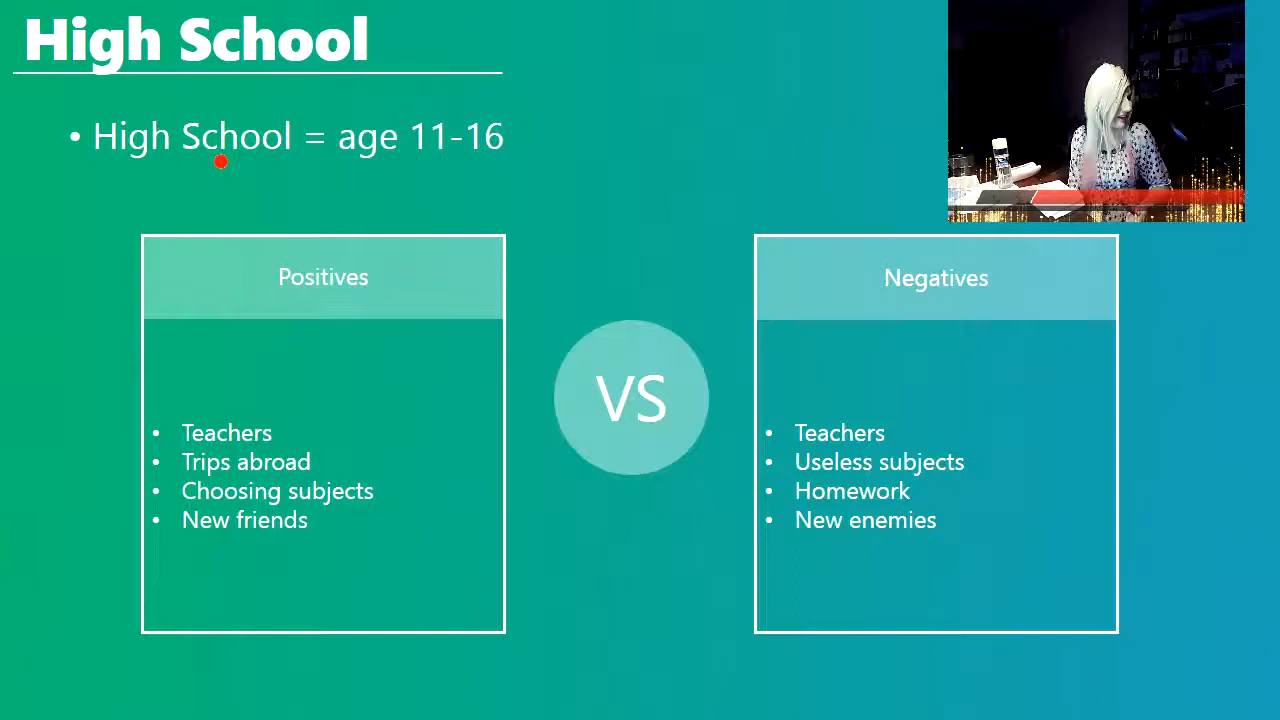 High School
• High School = age 11-16
Positives
• Teachers
• Trips abroad
• Choosing subjects
• New friends
VS
Negatives
• Teachers
• Useless subjects
• Homework
• New enemies